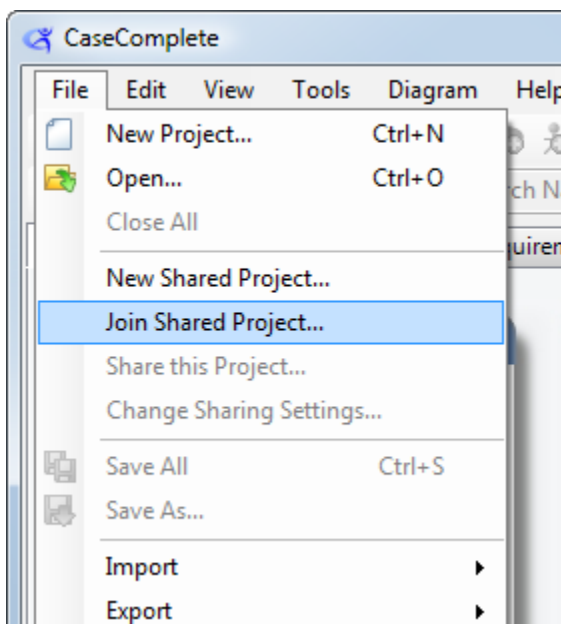 CaseComplete
File Edit View Tools Diagram Help
New Project... Ctrl+N
Open... Ctrl+O
Close All
New Shared Project...
Join Shared Project...
Share this Project...
Change Sharing Settings...
Save All Ctrl+S
Save As...
Import
Export